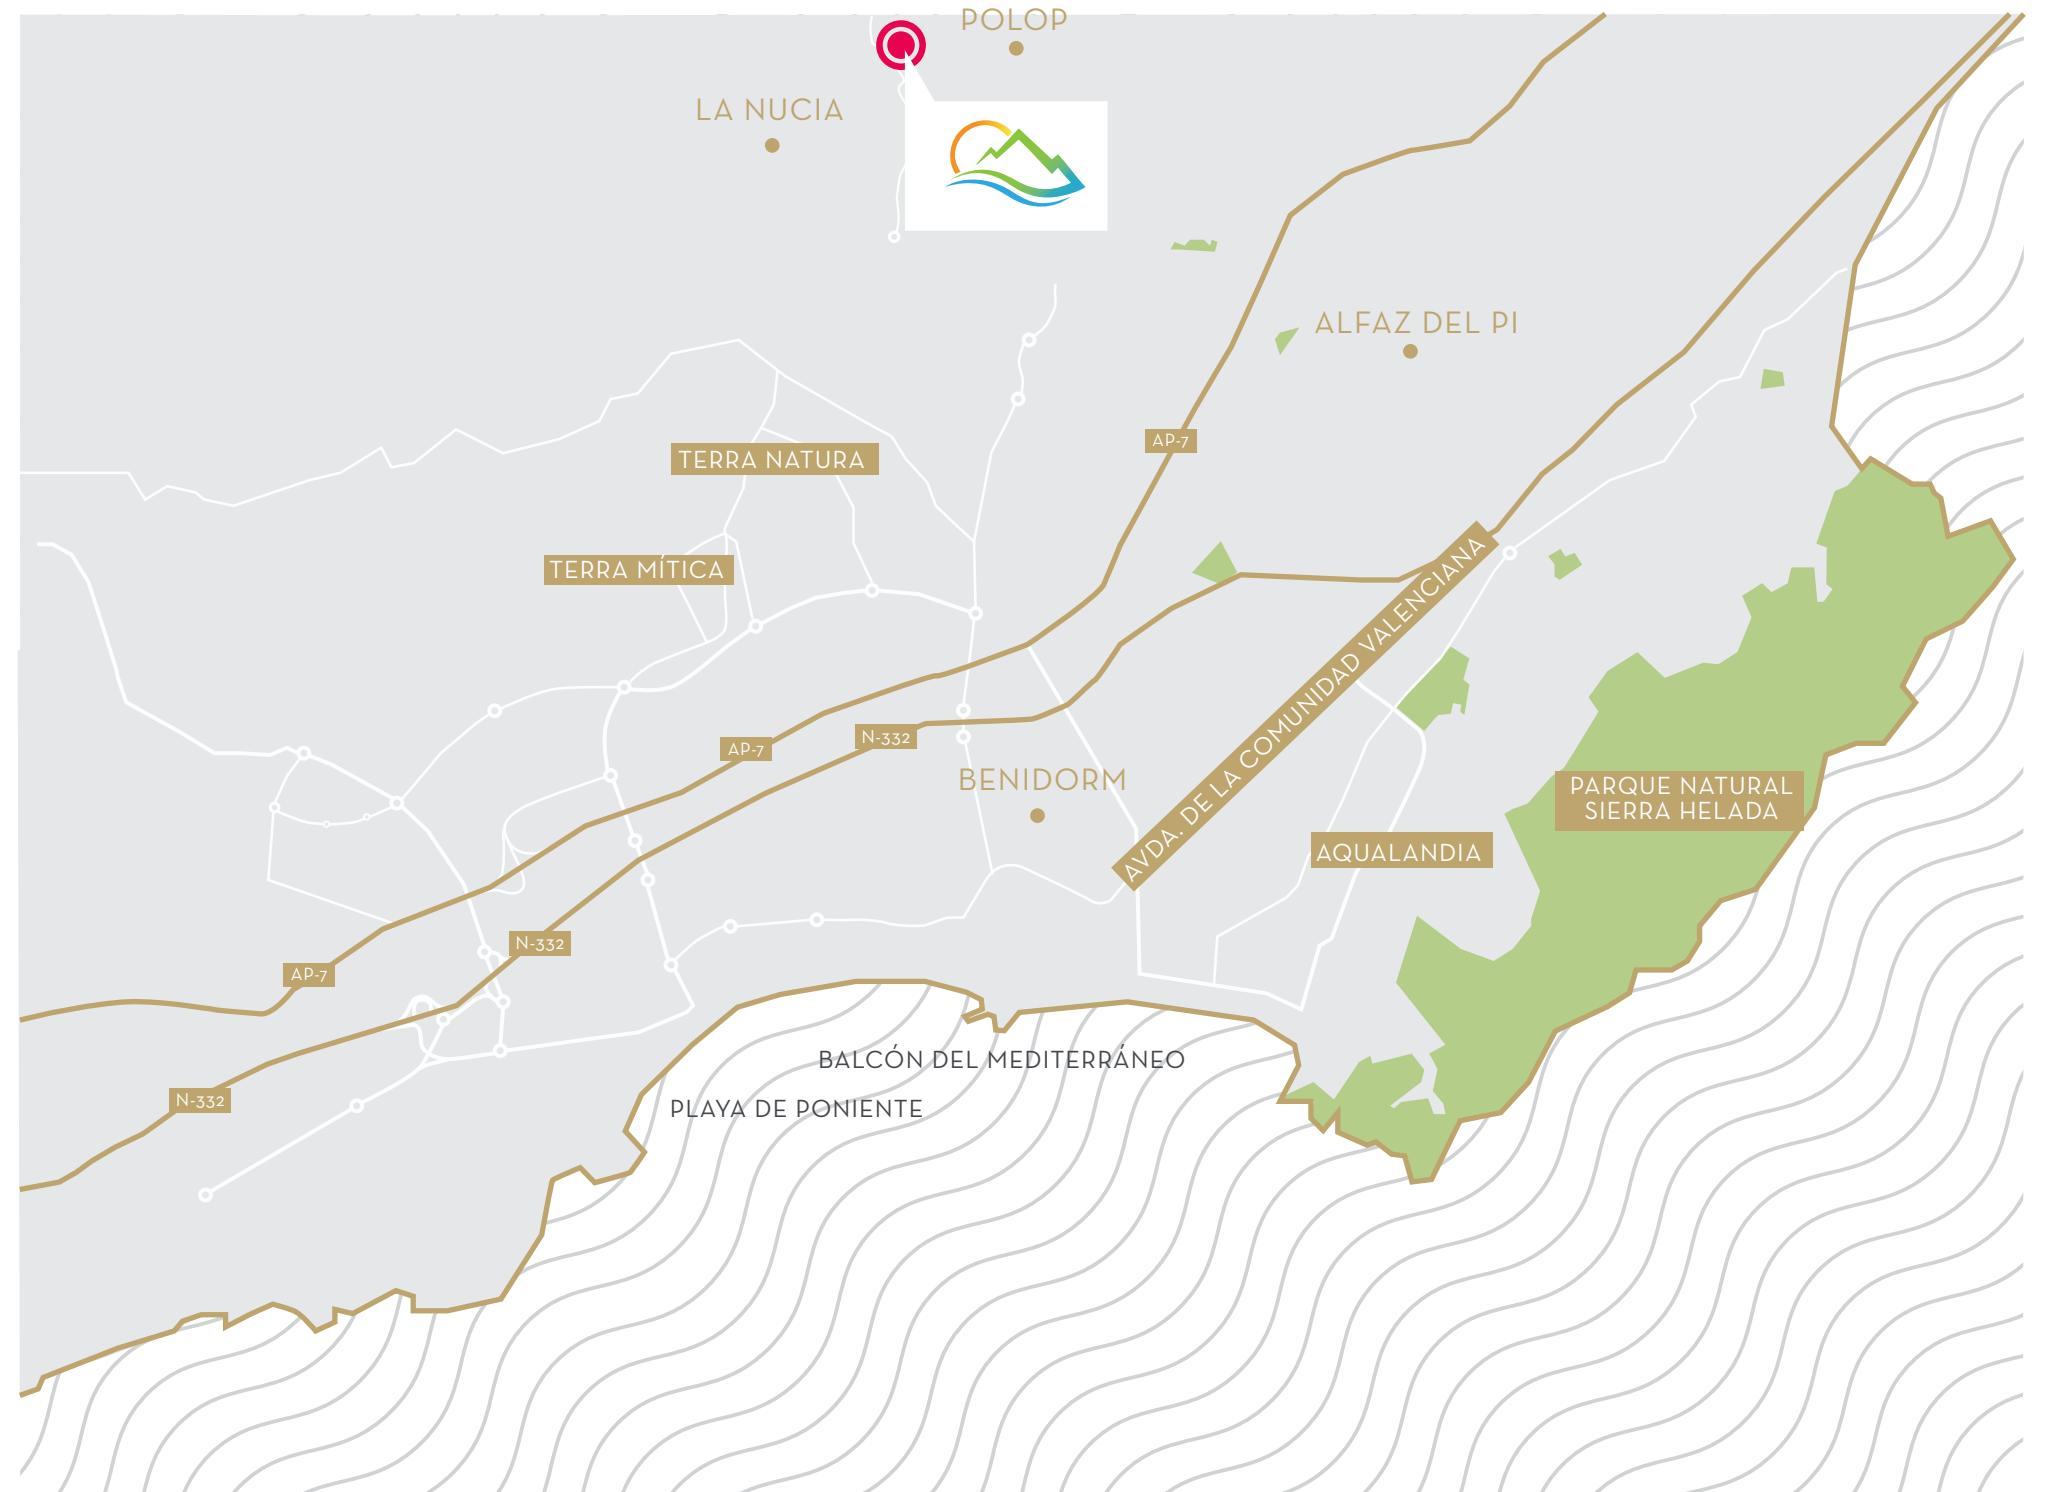 POLOP
LA NUCIA
ALFAZ DEL PI
AP-7
TERRA NATURA
TERRA MÍTICA
AVDA. DE LA COMUNIDAD VALENCIANA
N-332
AP-7
BENIDORM
PARQUE NATURAL
SIERRA HELADA
AQUALANDIA
N-332
AP-7
BALCÓN DEL MEDITERRÁNEO
N-332
PLAYA DE PONIENTE